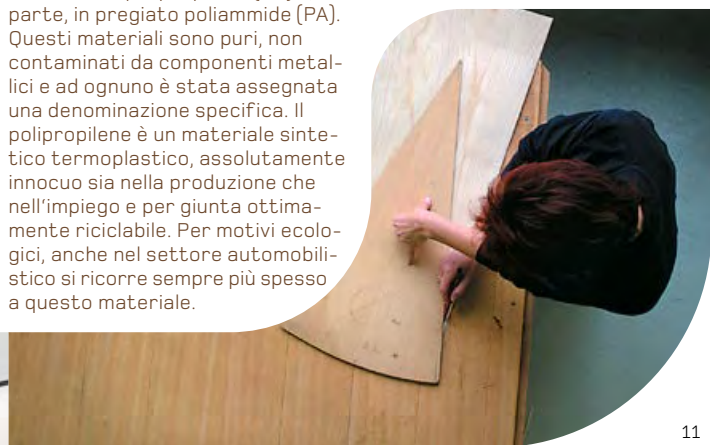 parte, in pregiato poliammide (PA).
Questi materiali sono puri, non
contaminati da componenti metal-
lici e ad ognuno è stata assegnata
una denominazione specifica. Il
polipropilene è un materiale sinte-
tico termoplastico, assolutamente
innocuo sia nella produzione che
nell'impiego e per giunta ottima-
mente riciclabile. Per motivi ecolo-
gici, anche nel settore automobili-
stico si ricorre sempre più spesso
a questo materiale.
11